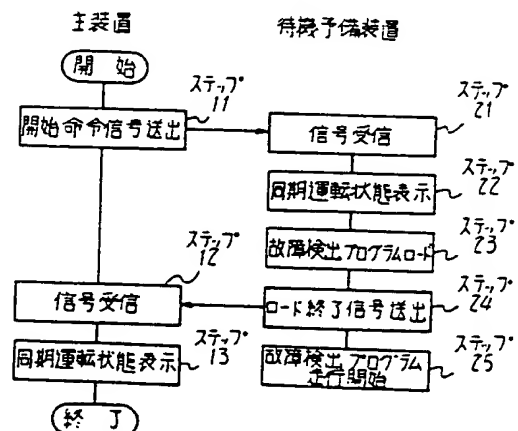 主装置
待機予備装置
開 始
ステップ
11
開始命令信号送出
ステップ
21
信号受信
ステップ
22
同期運転状態表示
ステップ
23
故障検出プログラムロード
ステップ
12
信号受信
ステップ
24
ロード終了信号送出
ステップ
13
同期運転状態表示
ステップ
25
故障検出プログラム
走行開始
終 了